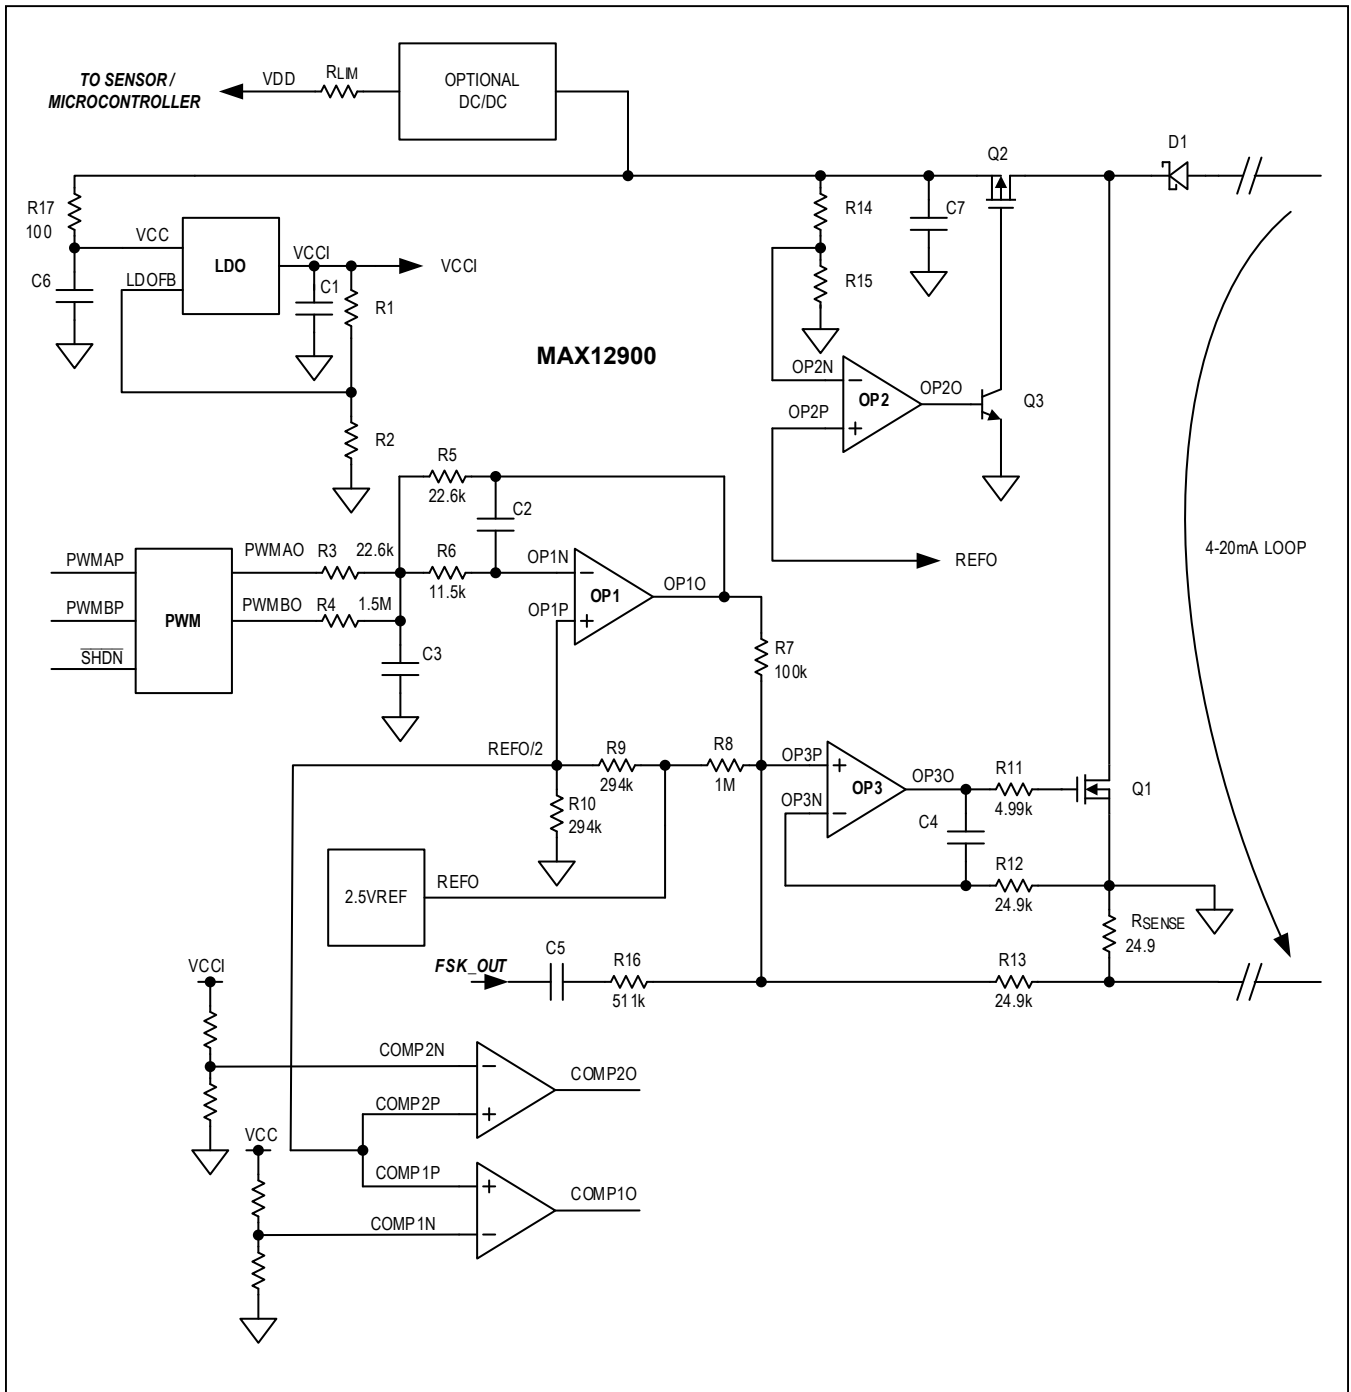 TO SENSOR /
MICROCONTROLLER
VDD
RLIM
OPTIONAL
DC/DC
D1
Q2
R17
100
VCC
LDO
VCCI
VCCI
LDOFB
C6
C1
R1
R2
R14
R15
C7
MAX12900
OP2N
OP2P
OP2
OP2O
Q3
REFO
4-20mA LOOP
R5
22.6k
C2
PWMAP
PWMBP
SHDN
PWM
PWMAO
R3
22.6k
PWMBO
R4
1.5M
R6
11.5k
C3
OP1N
OP1P
OP1
OP1O
R7
100k
REFO/2
R9
294k
R10
294k
R8
1M
OP3P
OP3N
OP3
OP3O
R11
4.99k
Q1
C4
R12
24.9k
RSENSE
24.9
2.5VREF
REFO
FSK_OUT
C5
R16
511k
R13
24.9k
VCCI
COMP2N
COMP2P
COMP2O
VCC
COMP1P
COMP1N
COMP1O